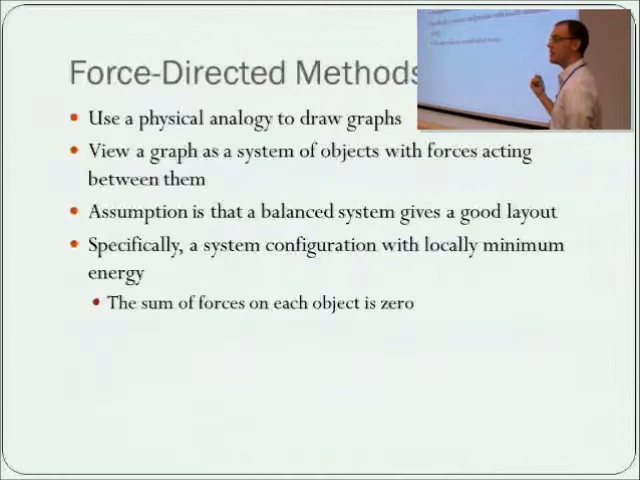 Force-Directed Methods
Use a physical analogy to draw graphs
View a graph as a system of objects with forces acting
between them
Assumption is that a balanced system gives a good layout
Specifically, a system configuration with locally minimum
energy
The sum of forces on each object is zero